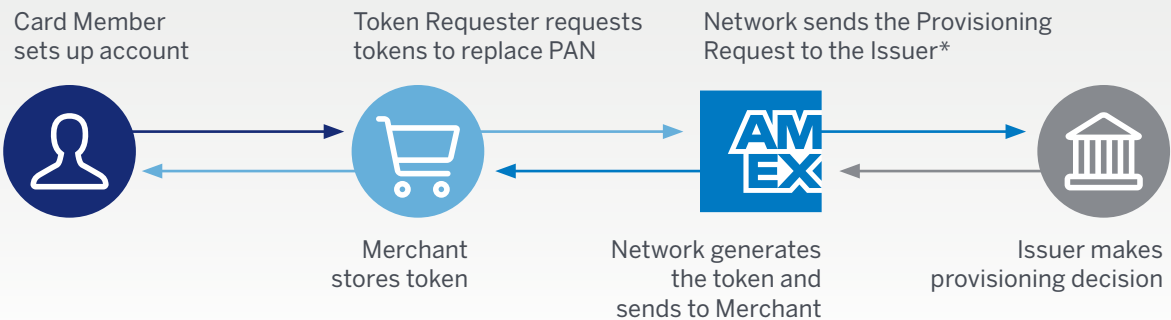 Card Member
sets up account
Token Requester requests
tokens to replace PAN
Network sends the Provisioning
Request to the Issuer*
AM
EX
Merchant
stores token
Network generates
the token and
sends to Merchant
Issuer makes
provisioning decision